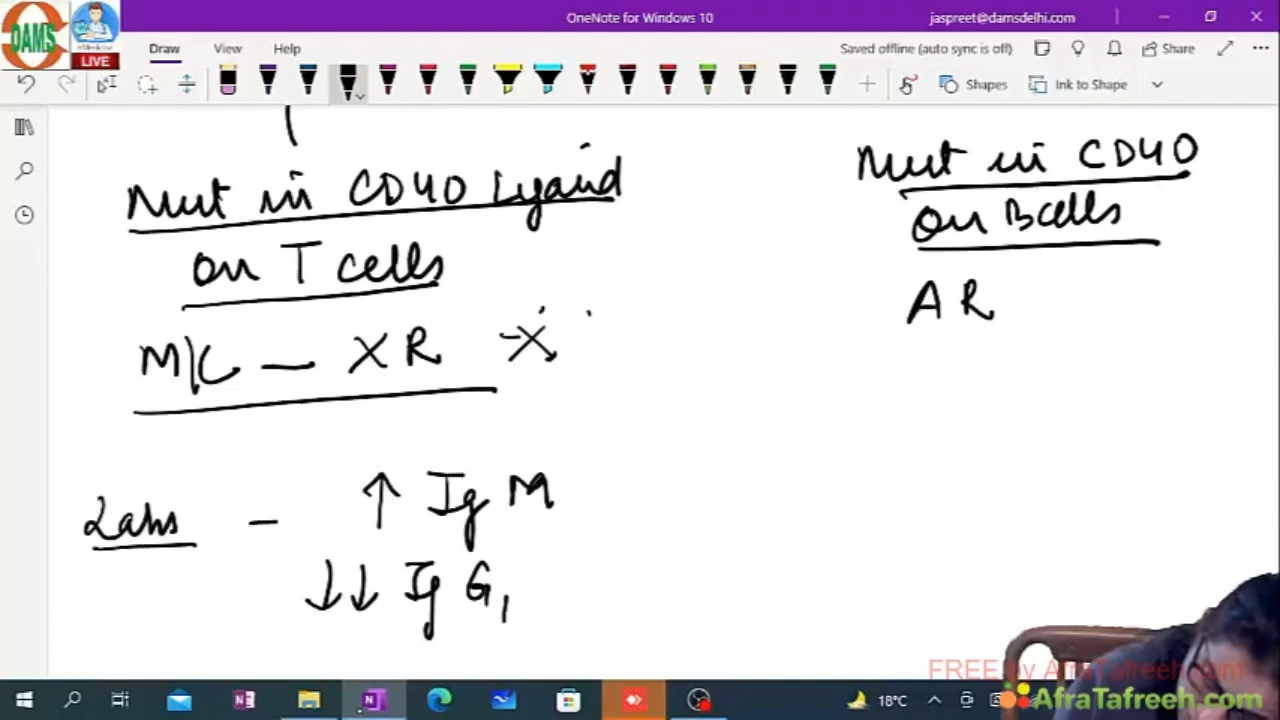 OneNote for Windows 10
jaspreet@damsdelhi.com
DAMS
eMedicoz
LIVE
Draw
View
Help
Saved offline (auto sync is off)
Share
Shapes
Ink to Shape
Mut in CD40 Ligand
on T cells
M/C — XR
Mut in CD40
on B cells
AR
Labs - ↑ Ig M
↓↓ Ig G,
FREE by AfraTafreeh.com
AfraTafreeh.com
18°C